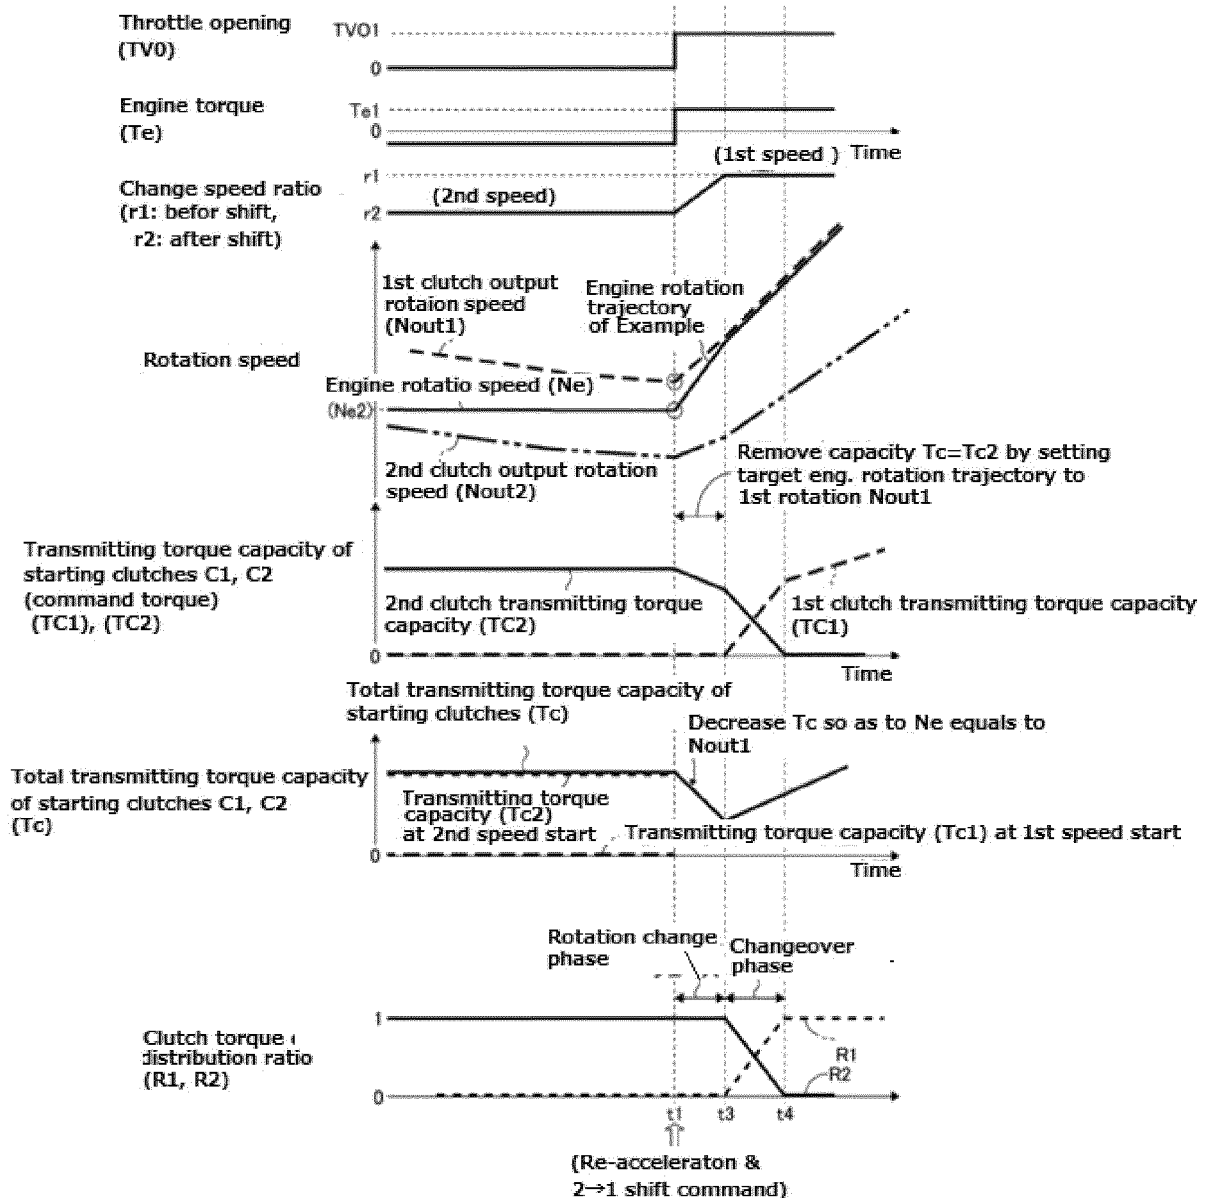 Throttle opening
(TV0)
TVO1
0
Engine torque
(Te)
Te1
0
Time
(1st speed )
Change speed ratio
(r1: befor shift,
r2: after shift)
r1
r2
(2nd speed)
1st clutch output
rotaion speed
(Nout1)
Engine rotation
trajectory
of Example
Rotation speed
Engine rotatio speed (Ne)
(Ne2)
2nd clutch output rotation
speed (Nout2)
Remove capacity Tc=Tc2 by setting
target eng. rotation trajectory to
1st rotation Nout1
Transmitting torque capacity of
starting clutches C1, C2
(command torque)
(TC1), (TC2)
2nd clutch transmitting torque
capacity (TC2)
1st clutch transmitting torque capacity
(TC1)
0
Time
Total transmitting torque capacity of
starting clutches (Tc)
Decrease Tc so as to Ne equals to
Nout1
Total transmitting torque capacity
of starting clutches C1, C2
(Tc)
Transmitting torque
capacity (Tc2)
at 2nd speed start
Transmitting torque capacity (Tc1) at 1st speed start
0
Time
Rotation change
phase
Changeover
phase
Clutch torque
distribution ratio
(R1, R2)
1
0
R1
R2
t1
t3
t4
(Re-acceleraton &
2→1 shift command)